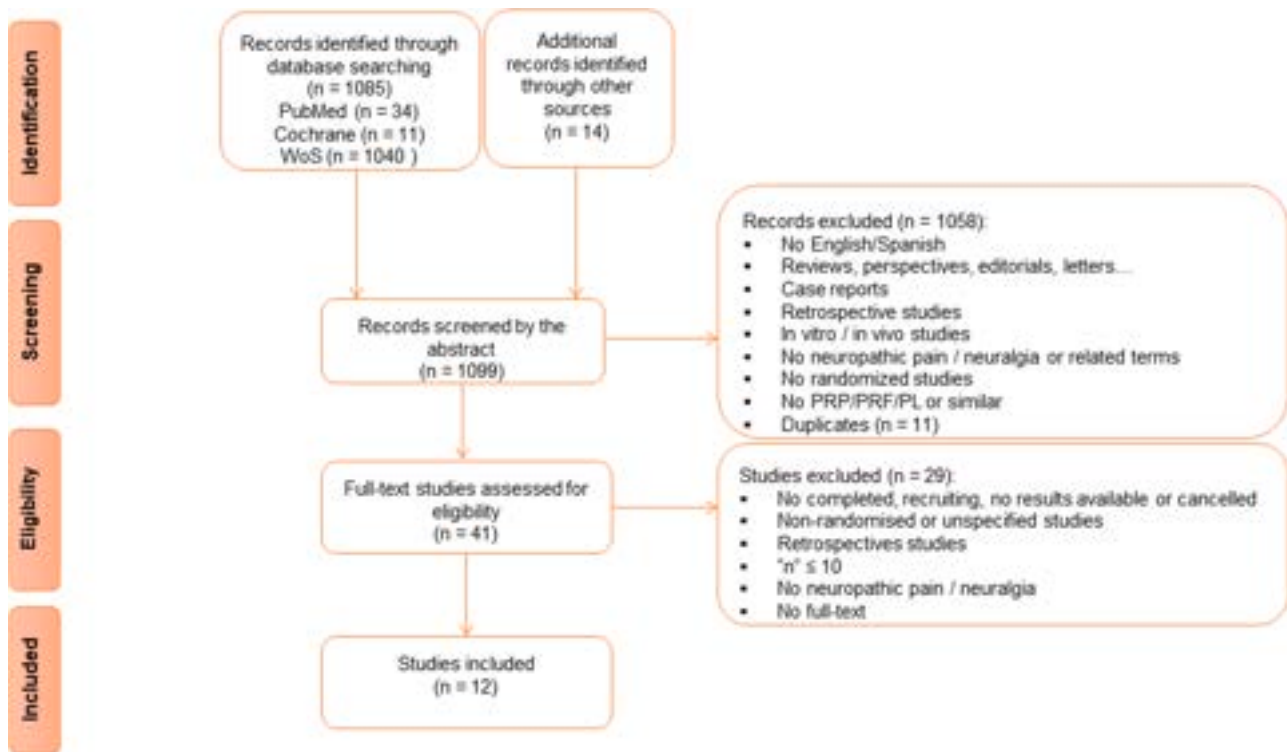 Identification
Records identified through
database searching
(n = 1085)
PubMed (n = 34)
Cochrane (n = 11)
WoS (n = 1040 )
Additional
records identified
through other
sources
(n = 14)
Screening
Records screened by the
abstract
(n = 1099)
Records excluded (n = 1058):
▪ No English/Spanish
▪ Reviews, perspectives, editorials, letters...
▪ Case reports
▪ Retrospective studies
▪ In vitro / in vivo studies
▪ No neuropathic pain / neuralgia or related terms
▪ No randomized studies
▪ No PRP/PRF/PL or similar
▪ Duplicates (n = 11)
Eligibility
Full-text studies assessed for
eligibility
(n = 41)
Studies excluded (n = 29):
▪ No completed, recruiting, no results available or cancelled
▪ Non-randomised or unspecified studies
▪ Retrospectives studies
▪ "n" ≤ 10
▪ No neuropathic pain / neuralgia
▪ No full-text
Included
Studies included
(n = 12)